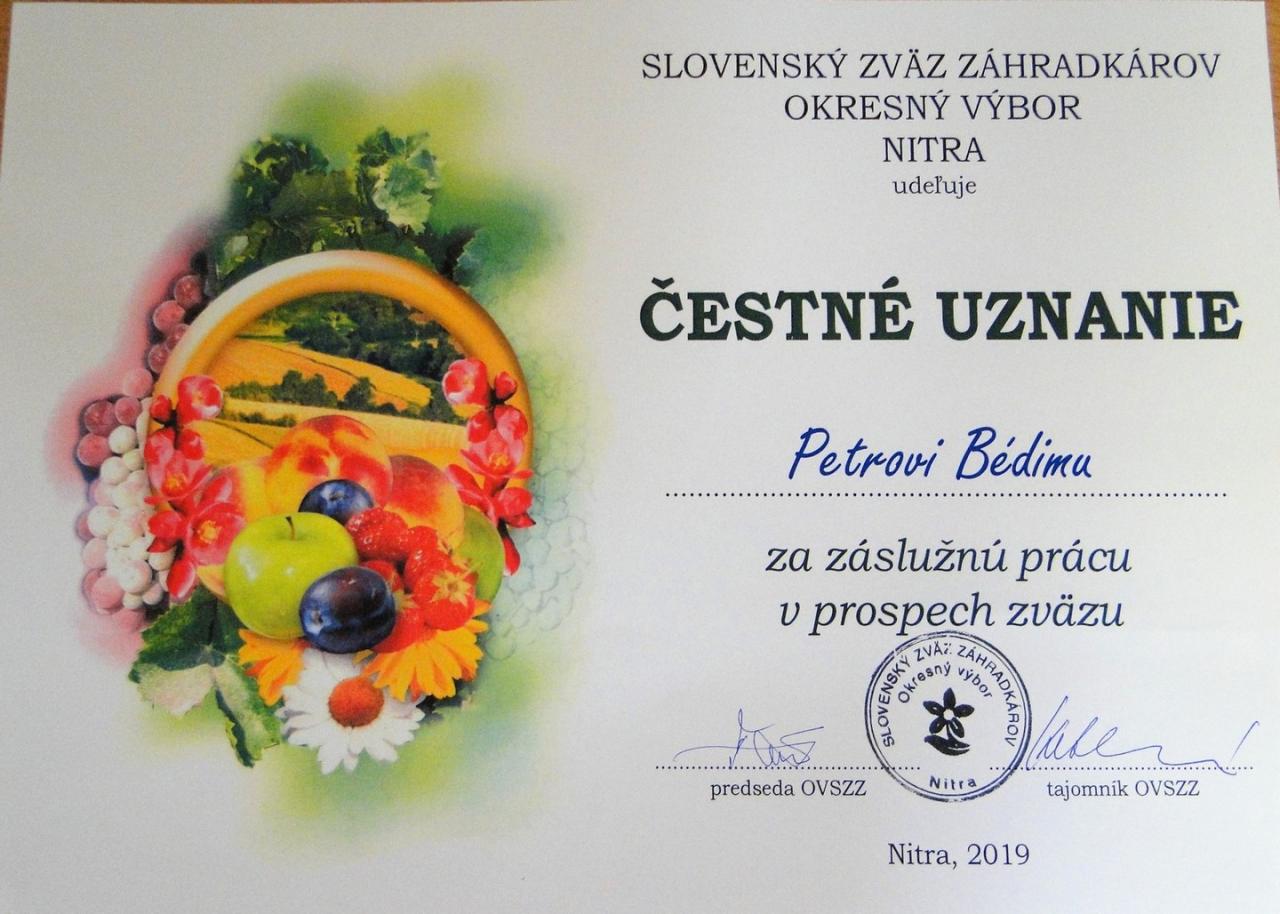 SLOVENSKÝ ZVÄZ ZÁHRADKÁROV
OKRESNÝ VÝBOR
NITRA
udeľuje
ČESTNÉ UZNANIE
Petrovi Bédimu
za záslužnú prácu
v prospech zväzu
SLOVENSKÝ ZVÄZ ZÁHRADKÁROV
Okresný výbor
Nitra
predseda OVSZZ
tajomník OVSZZ
Nitra, 2019